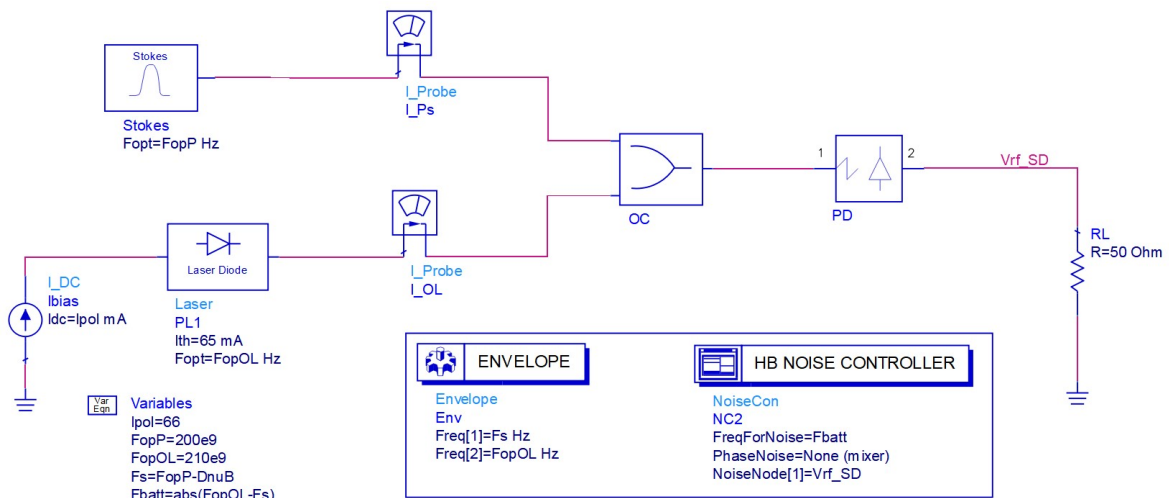 Stokes
Stokes
Fopt=FopP Hz
I_Probe
I_Ps
OC
1
2
PD
Vrf_SD
RL
R=50 Ohm
I_DC
Ibias
Idc=Ipol mA
Laser Diode
Laser
PL1
Ith=65 mA
Fopt=FopOL Hz
I_Probe
I_OL
Var
Eqn
Variables
Ipol=66
FopP=200e9
FopOL=210e9
Fs=FopP-DnuB
Fbatt=abs(FopOL-Fs)
ENVELOPE
Envelope
Env
Freq[1]=Fs Hz
Freq[2]=FopOL Hz
HB NOISE CONTROLLER
NoiseCon
NC2
FreqForNoise=Fbatt
PhaseNoise=None (mixer)
NoiseNode[1]=Vrf_SD